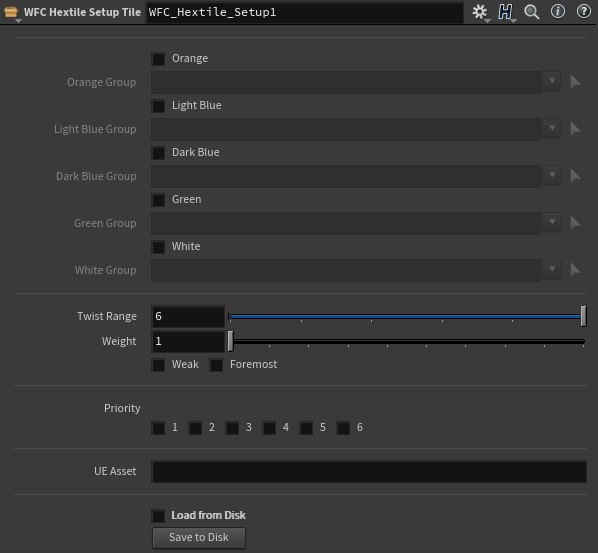 WFC Hextile Setup Tile WFC_Hextile_Setup1
Orange
Orange Group
Light Blue
Light Blue Group
Dark Blue
Dark Blue Group
Green
Green Group
White
White Group
Twist Range 6
Weight 1
Weak Foremost
Priority
1 2 3 4 5 6
UE Asset
Load from Disk
Save to Disk